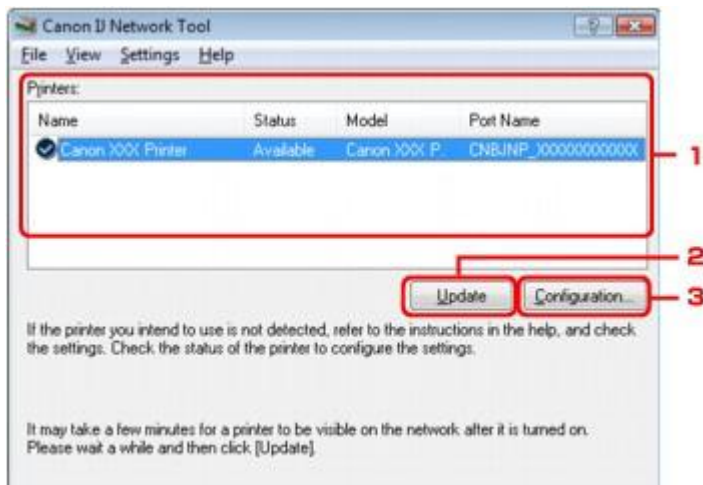 Canon IJ Network Tool
File View Settings Help
Printers:
Name Status Model Port Name
Canon XXX Printer Available Canon XXX P... CNBJNP_XXXXXXXXXXXX
1
2
Update Configuration...
3
If the printer you intend to use is not detected, refer to the instructions in the help, and check
the settings. Check the status of the printer to configure the settings.
It may take a few minutes for a printer to be visible on the network after it is turned on.
Please wait a while and then click [Update].